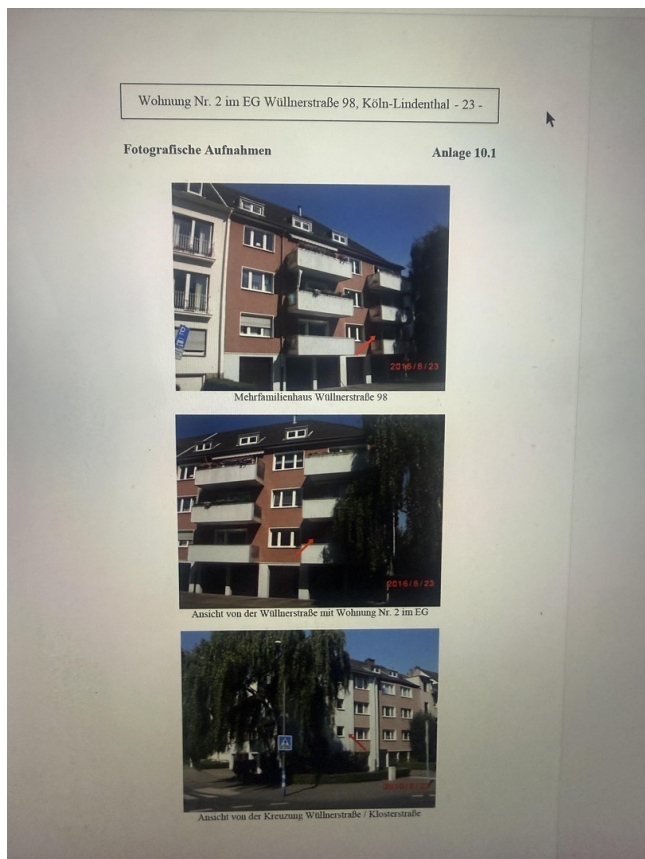 Wohnung Nr. 2 im EG Wüllnerstraße 98, Köln-Lindenthal - 23 -
Fotografische Aufnahmen Anlage 10.1
2016/8/23
Mehrfamilienhaus Wüllnerstraße 98
2016/8/23
Ansicht von der Wüllnerstraße mit Wohnung Nr. 2 im EG
Ansicht von der Kreuzung Wüllnerstraße / Klosterstraße